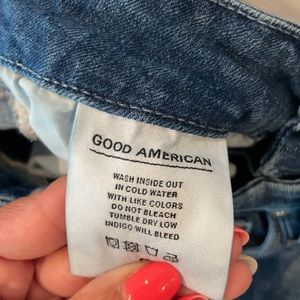 GOOD AMERICAN
WASH INSIDE OUT
IN COLD WATER
WITH LIKE COLORS
DO NOT BLEACH
TUMBLE DRY LOW
INDIGO WILL BLEED